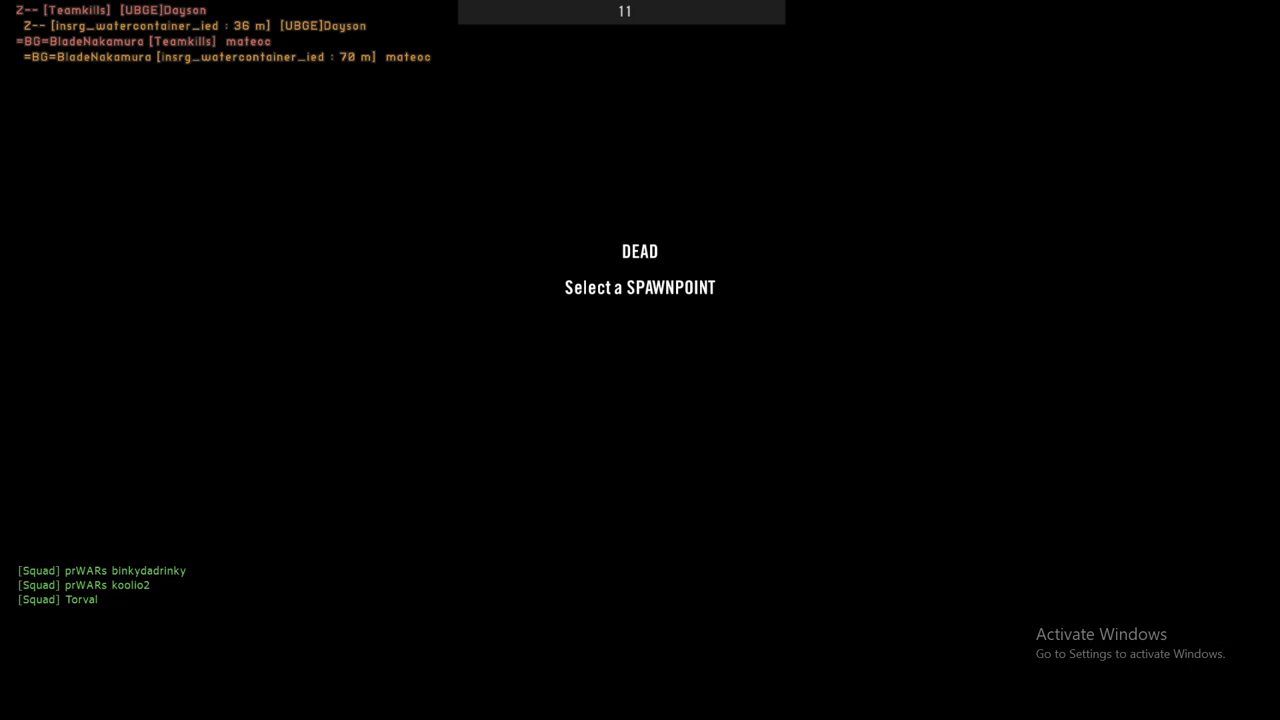 Z-- [Teamkills] [UBGE]Dayson
Z-- [insrg_watercontainer_ied : 36 m] [UBGE]Dayson
=BG=BladeNakamura [Teamkills] mateoc
=BG=BladeNakamura [insrg_watercontainer_ied : 70 m] mateoc
11
DEAD
Select a SPAWNPOINT
[Squad] prWARs binkydadrinky
[Squad] prWARs koolio2
[Squad] Torval
Activate Windows
Go to Settings to activate Windows.